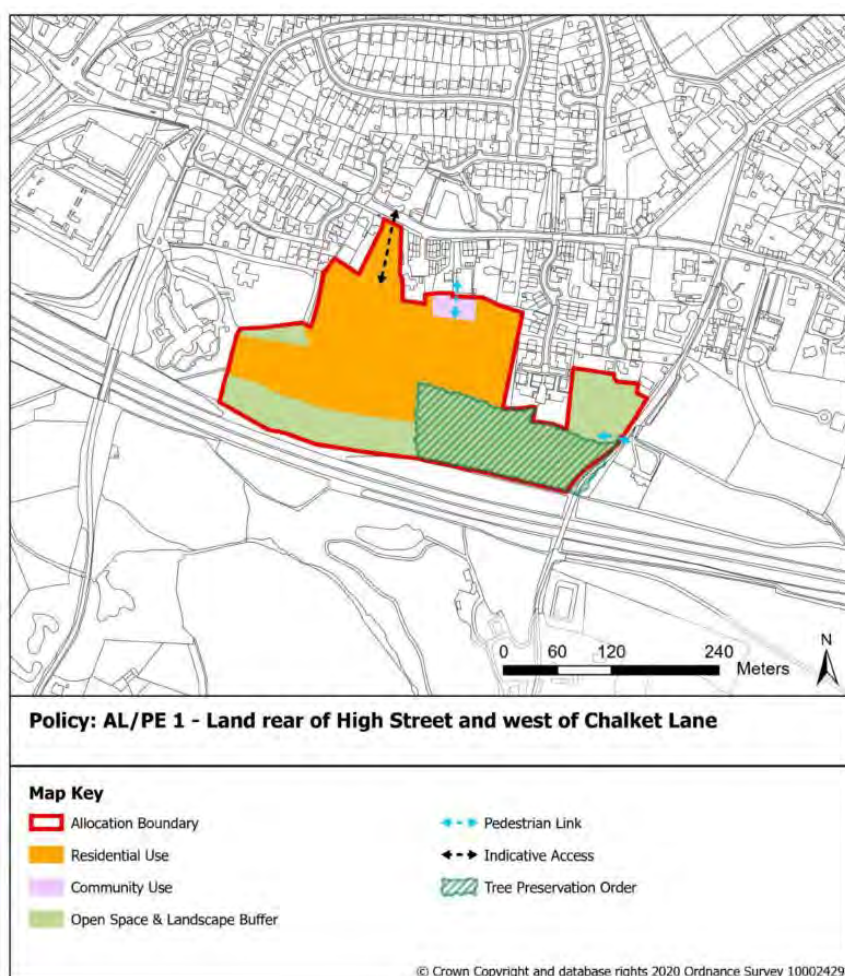 0 60 120 240
Meters
N
Policy: AL/PE 1 - Land rear of High Street and west of Chalket Lane
Map Key
Allocation Boundary
Residential Use
Community Use
Open Space & Landscape Buffer
Pedestrian Link
Indicative Access
Tree Preservation Order
© Crown Copyright and database rights 2020 Ordnance Survey 10002429